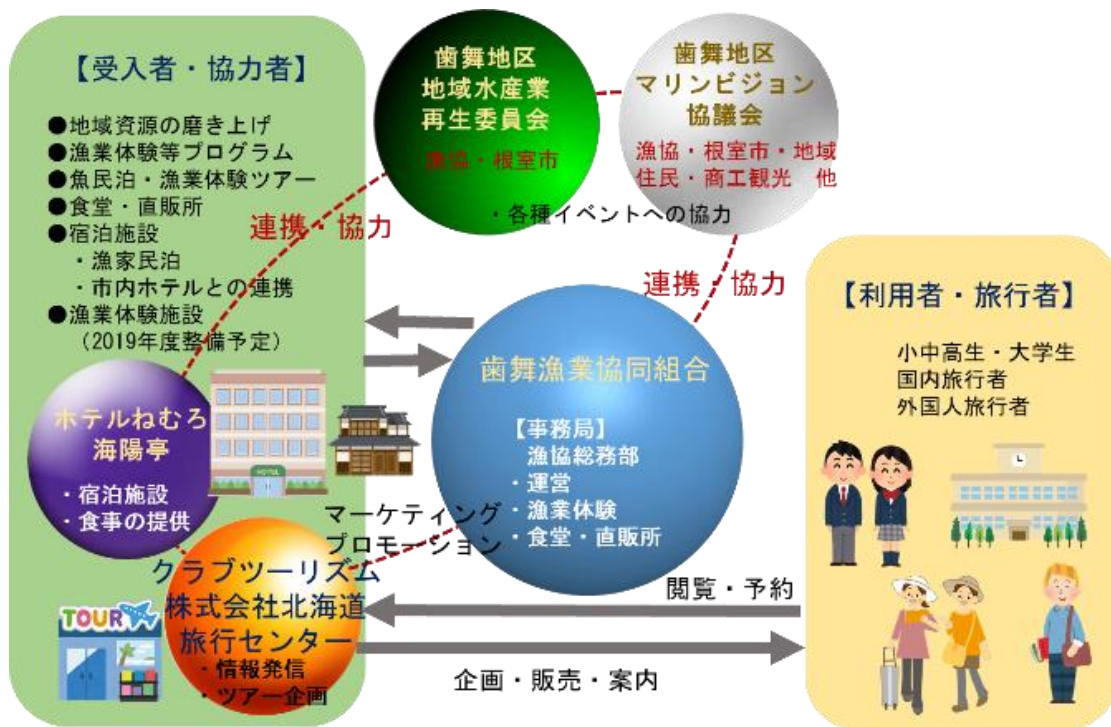 【受入者・協力者】
●地域資源の磨き上げ
●漁業体験等プログラム
●魚民泊・漁業体験ツアー
●食堂・直販所
●宿泊施設
・漁家民泊
・市内ホテルとの連携
●漁業体験施設
（2019年度整備予定）
歯舞地区
地域水産業
再生委員会
漁協・根室市
歯舞地区
マリンビジョン
協議会
漁協・根室市・地域
住民・商工観光　他
・各種イベントへの協力
連携・協力
連携・協力
歯舞漁業協同組合
【事務局】
漁協総務部
・運営
・漁業体験
・食堂・直販所
ホテルねむろ
海陽亭
・宿泊施設
・食事の提供
HOTEL
マーケティング
プロモーション
クラブツーリズム
株式会社北海道
旅行センター
・情報発信
・ツアー企画
TOUR
閲覧・予約
企画・販売・案内
【利用者・旅行者】
小中高生・大学生
国内旅行者
外国人旅行者